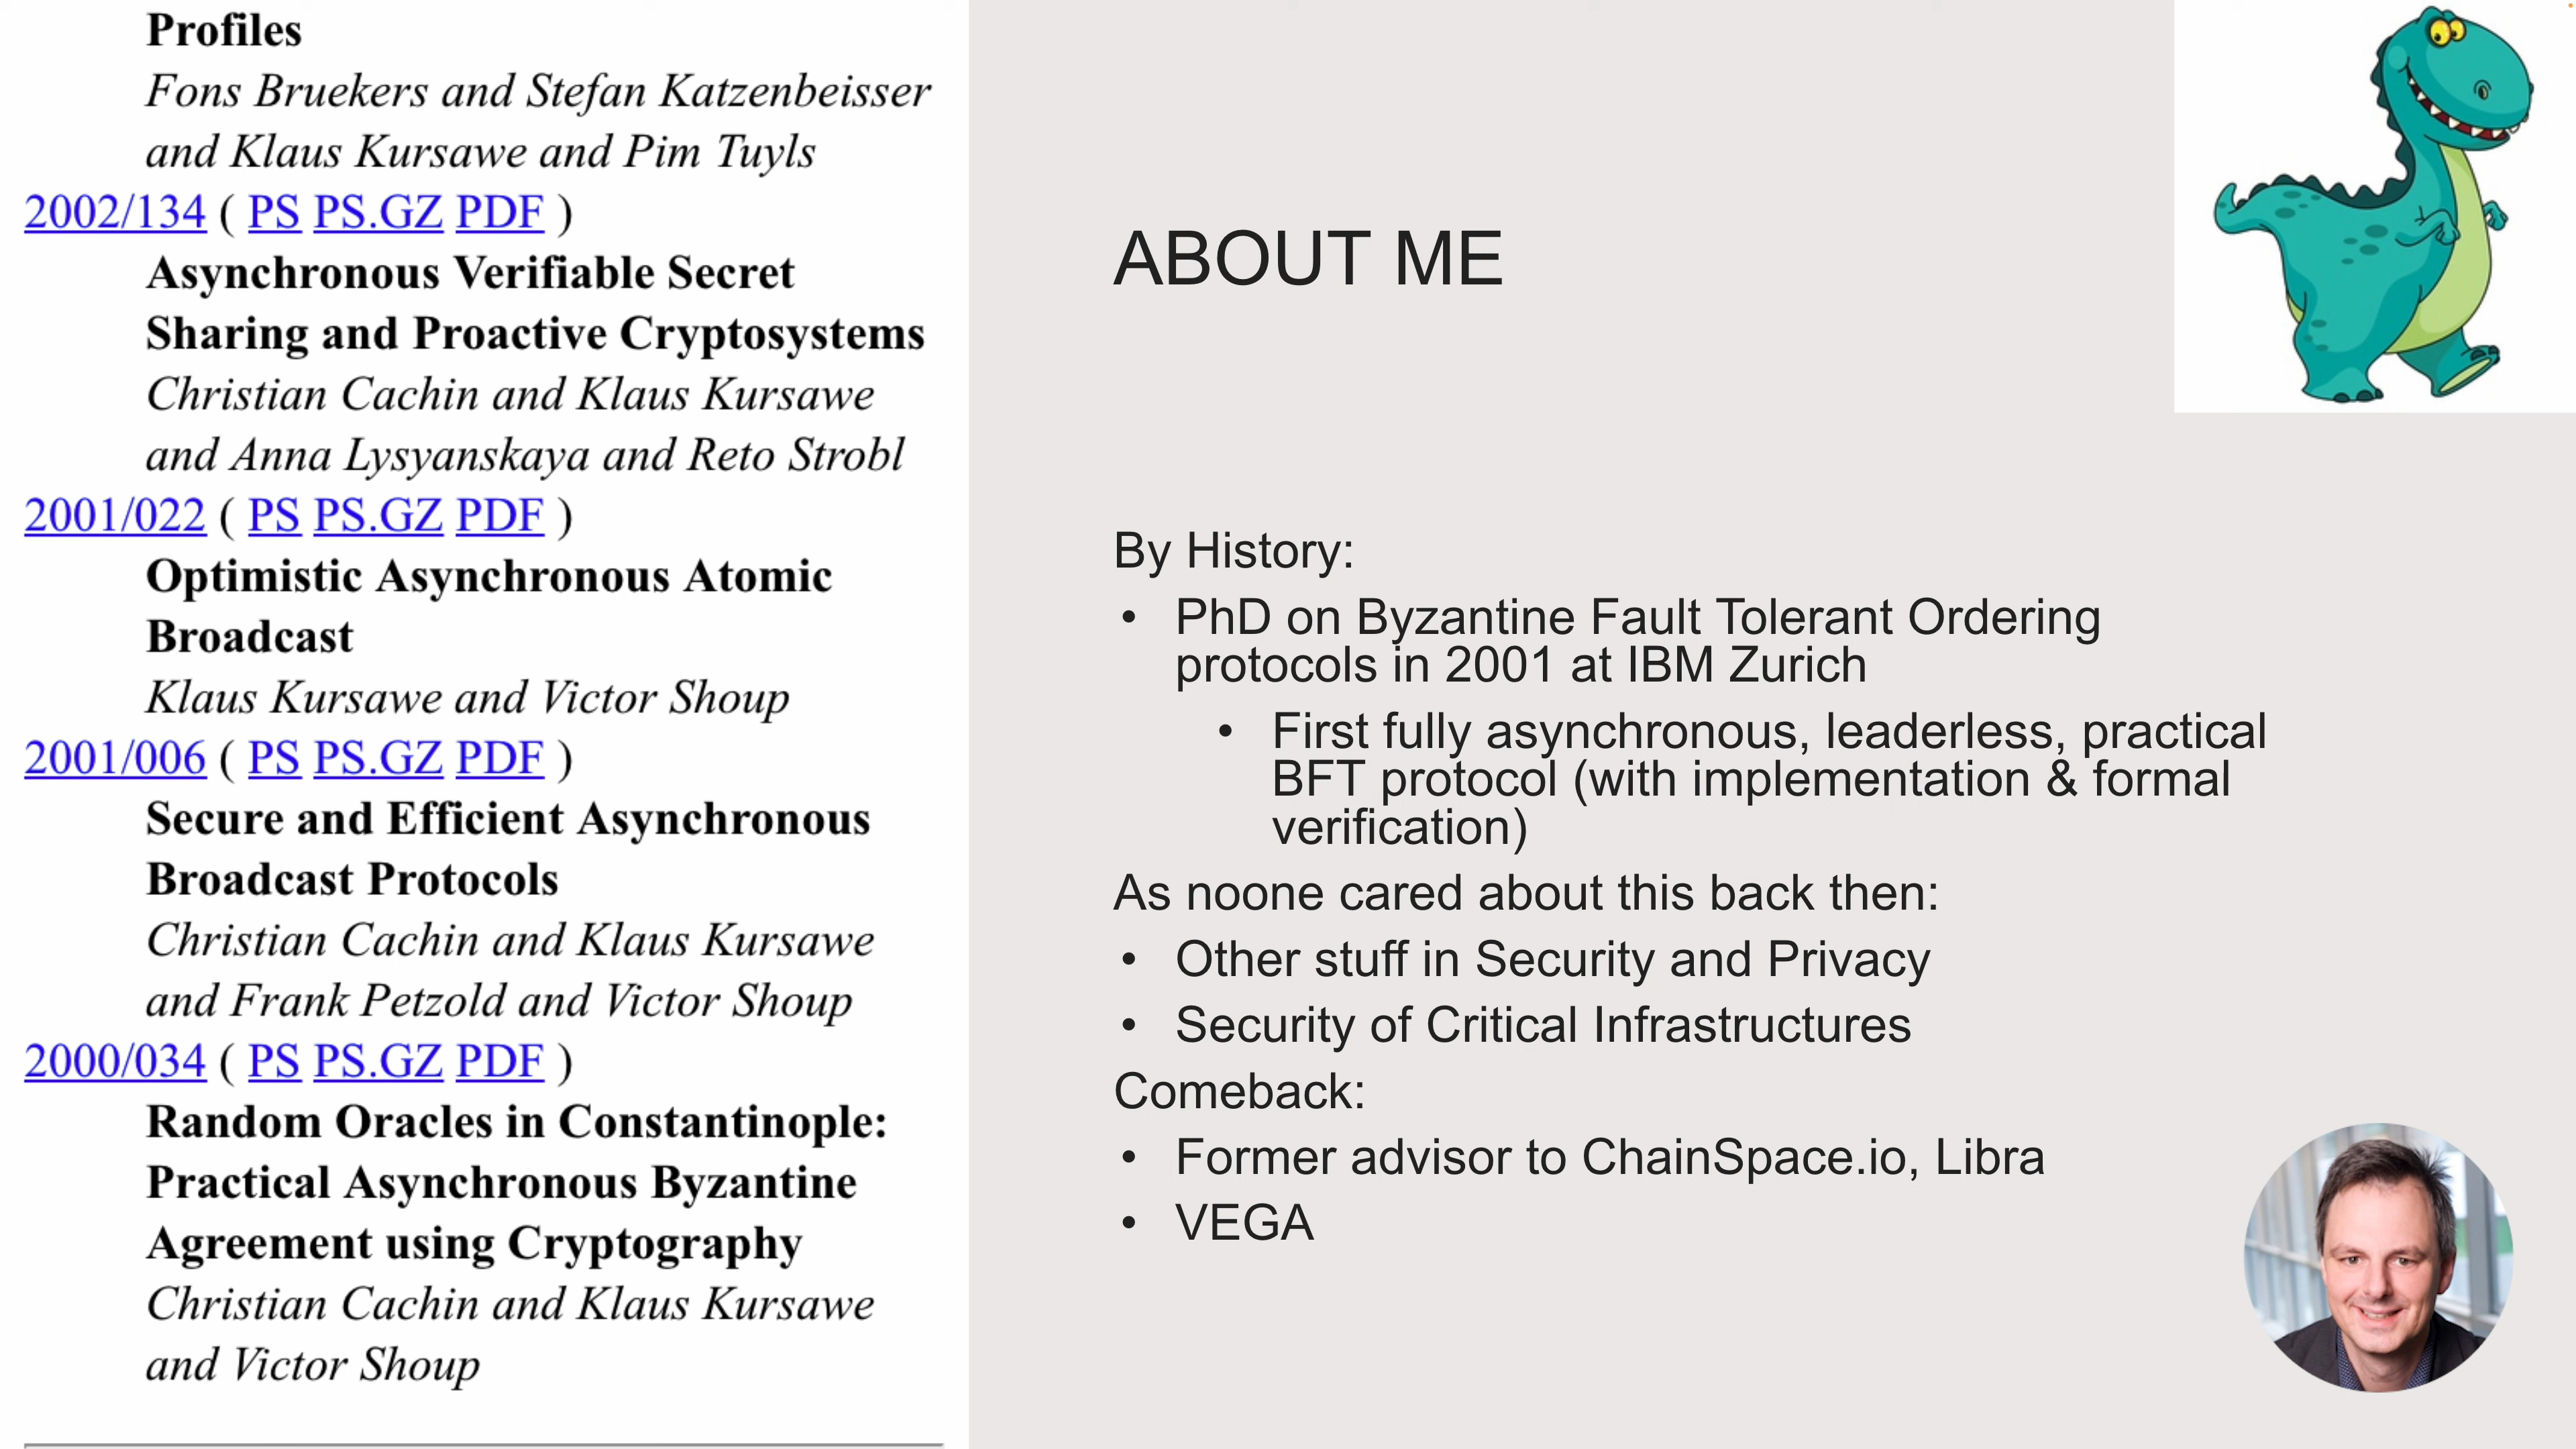 Profiles
Fons Bruekers and Stefan Katzenbeisser
and Klaus Kursawe and Pim Tuyls
2002/134 ( PS PS.GZ PDF )
Asynchronous Verifiable Secret
Sharing and Proactive Cryptosystems
Christian Cachin and Klaus Kursawe
and Anna Lysyanskaya and Reto Strobl
2001/022 ( PS PS.GZ PDF )
Optimistic Asynchronous Atomic
Broadcast
Klaus Kursawe and Victor Shoup
2001/006 ( PS PS.GZ PDF )
Secure and Efficient Asynchronous
Broadcast Protocols
Christian Cachin and Klaus Kursawe
and Frank Petzold and Victor Shoup
2000/034 ( PS PS.GZ PDF )
Random Oracles in Constantinople:
Practical Asynchronous Byzantine
Agreement using Cryptography
Christian Cachin and Klaus Kursawe
and Victor Shoup
ABOUT ME
By History:
• PhD on Byzantine Fault Tolerant Ordering
protocols in 2001 at IBM Zurich
• First fully asynchronous, leaderless, practical
BFT protocol (with implementation & formal
verification)
As noone cared about this back then:
• Other stuff in Security and Privacy
• Security of Critical Infrastructures
Comeback:
• Former advisor to ChainSpace.io, Libra
• VEGA